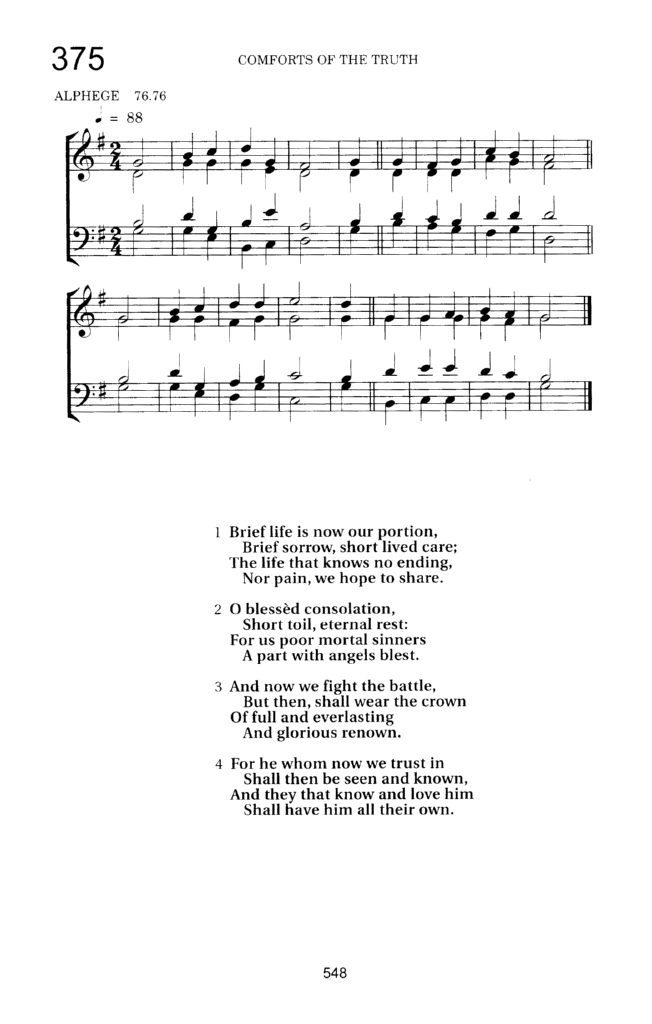 375
COMFORTS OF THE TRUTH
ALPHEGE 76.76
♩ = 88
1 Brief life is now our portion,
Brief sorrow, short lived care;
The life that knows no ending,
Nor pain, we hope to share.
2 O blessèd consolation,
Short toil, eternal rest:
For us poor mortal sinners
A part with angels blest.
3 And now we fight the battle,
But then, shall wear the crown
Of full and everlasting
And glorious renown.
4 For he whom now we trust in
Shall then be seen and known,
And they that know and love him
Shall have him all their own.
548